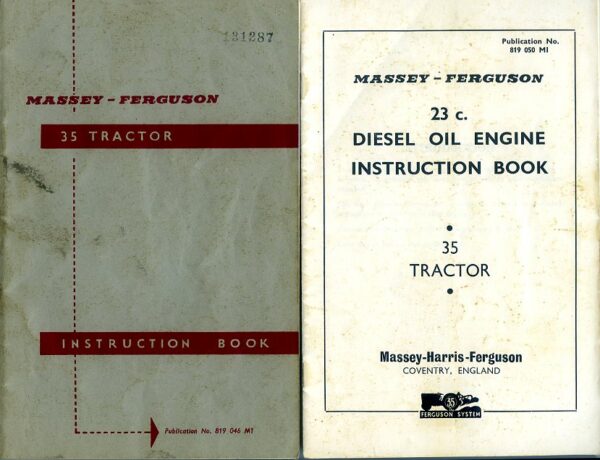 131287
MASSEY - FERGUSON
35 TRACTOR
INSTRUCTION BOOK
Publication No. 819 046 M1
Publication No.
819 050 M1
MASSEY - FERGUSON
23 c.
DIESEL OIL ENGINE
INSTRUCTION BOOK
35
TRACTOR
Massey-Harris-Ferguson
COVENTRY, ENGLAND
35
FERGUSON SYSTEM